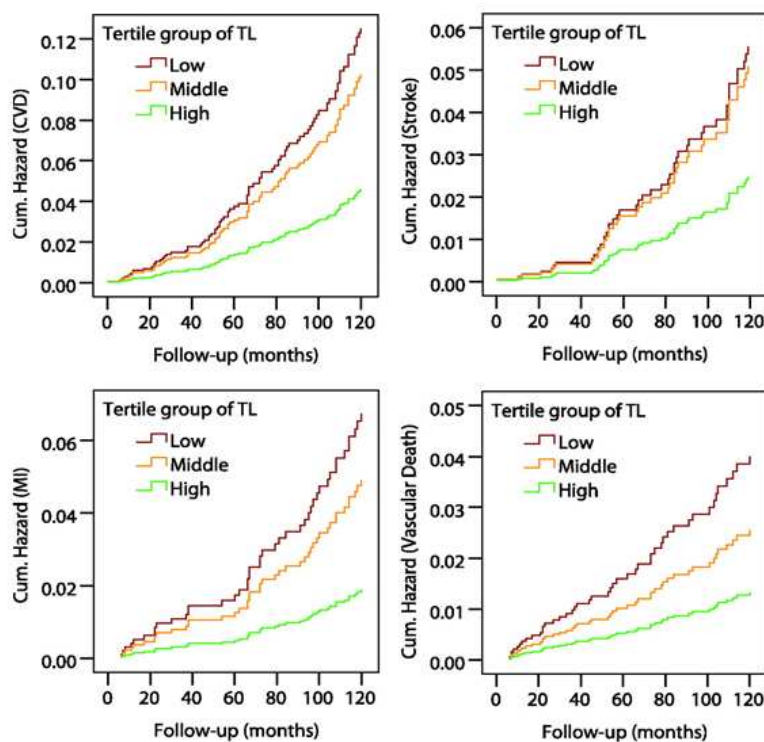 Tertile group of TL
Low
Middle
High
Cum. Hazard (CVD)
0.12
0.10
0.08
0.06
0.04
0.02
0.00
0 20 40 60 80 100 120
Follow-up (months)
Tertile group of TL
Low
Middle
High
Cum. Hazard (Stroke)
0.06
0.05
0.04
0.03
0.02
0.01
0.00
0 20 40 60 80 100 120
Follow-up (months)
Tertile group of TL
Low
Middle
High
Cum. Hazard (MI)
0.06
0.04
0.02
0.00
0 20 40 60 80 100 120
Follow-up (months)
Tertile group of TL
Low
Middle
High
Cum. Hazard (Vascular Death)
0.05
0.04
0.03
0.02
0.01
0.00
0 20 40 60 80 100 120
Follow-up (months)